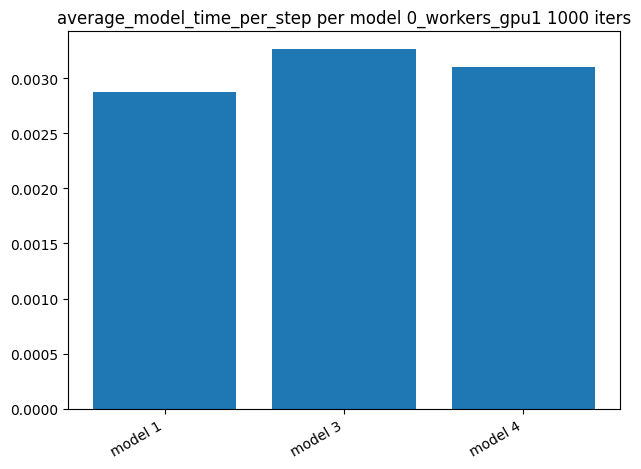 average_model_time_per_step per model 0_workers_gpu1 1000 iters
0.0030
0.0025
0.0020
0.0015
0.0010
0.0005
0.0000
model 1
model 3
model 4